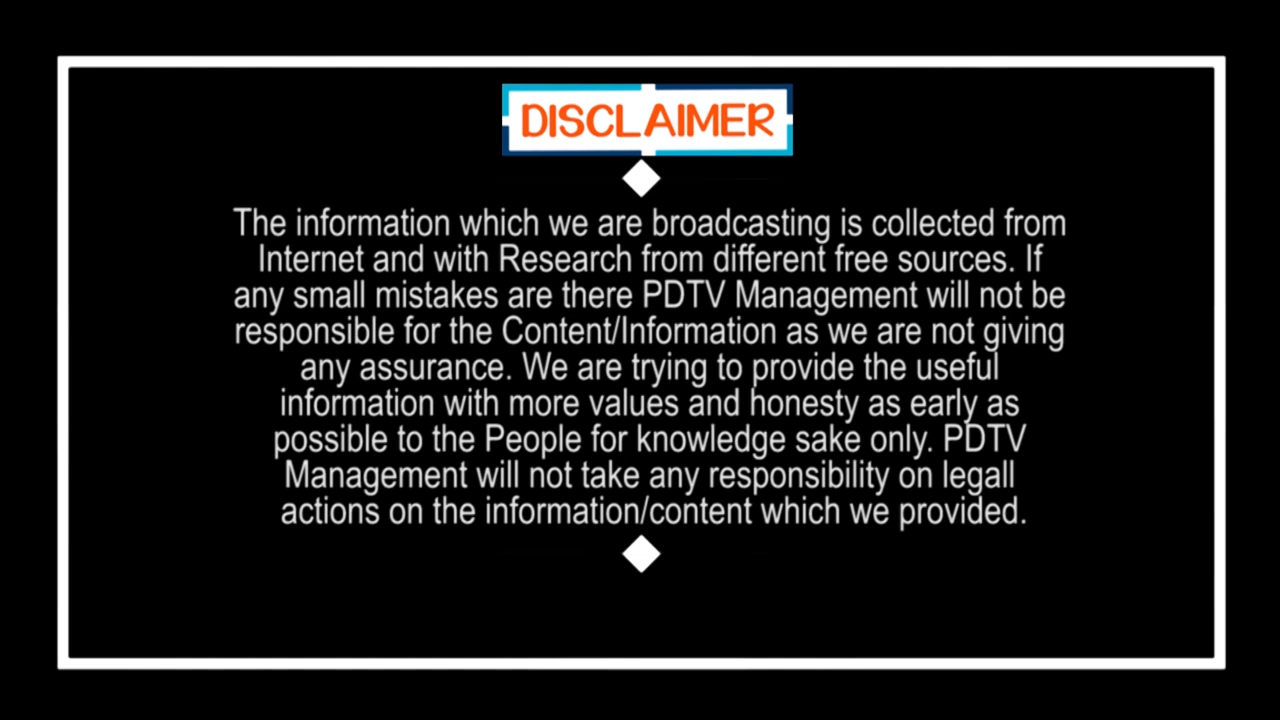 DISCLAIMER
The information which we are broadcasting is collected from
Internet and with Research from different free sources. If
any small mistakes are there PDTV Management will not be
responsible for the Content/Information as we are not giving
any assurance. We are trying to provide the useful
information with more values and honesty as early as
possible to the People for knowledge sake only. PDTV
Management will not take any responsibility on legall
actions on the information/content which we provided.